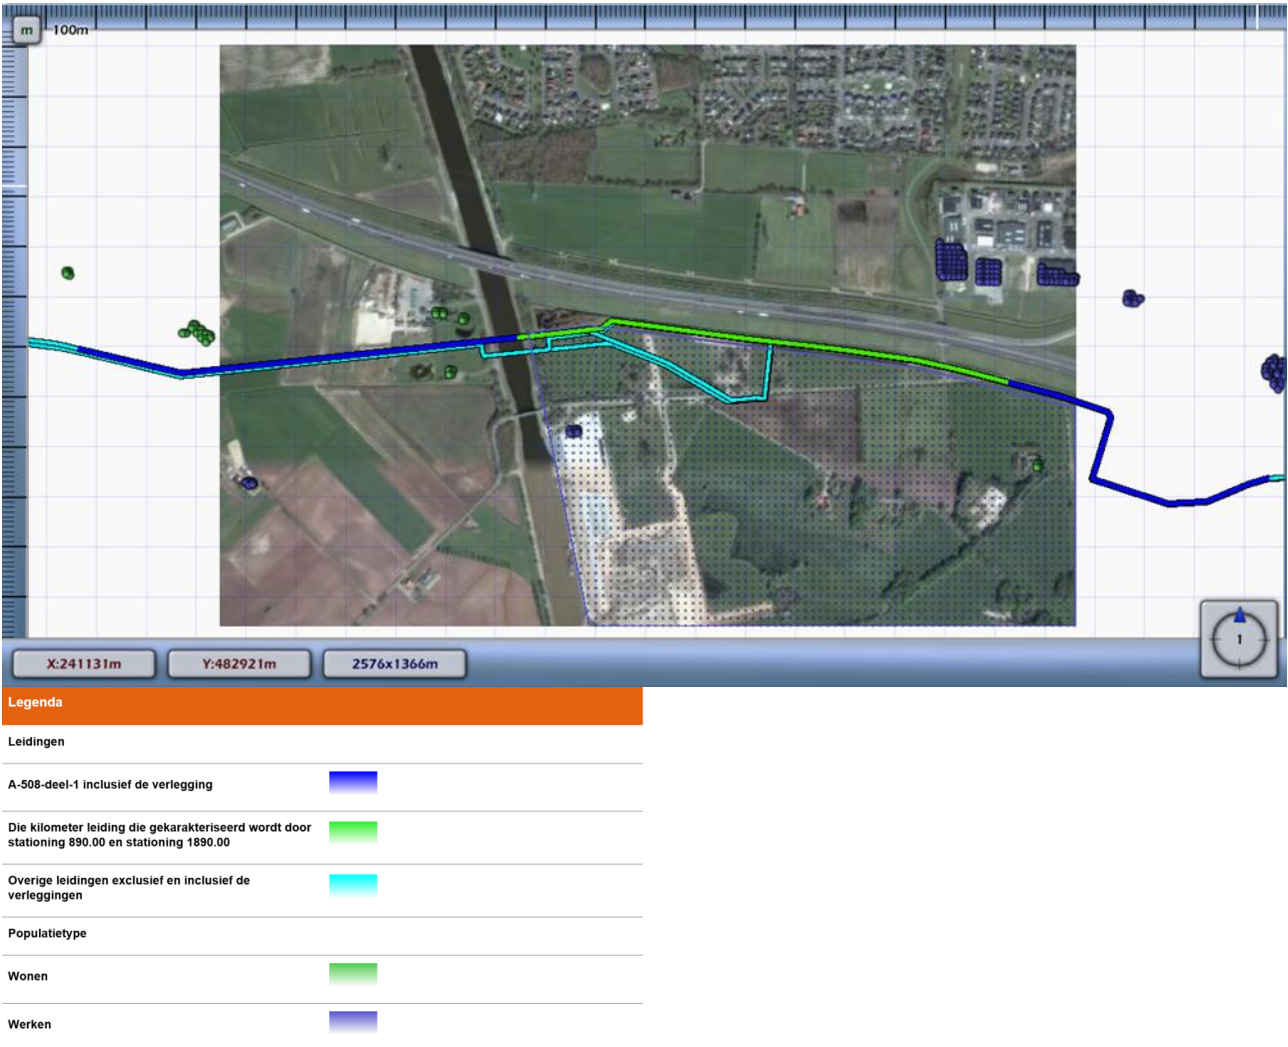 m
100m
X:241131m
Y:482921m
2576x1366m
1
Legenda
Leidingen
A-508-deel-1 inclusief de verlegging
Die kilometer leiding die gekarakteriseerd wordt door
stationing 890.00 en stationing 1890.00
Overige leidingen exclusief en inclusief de
verleggingen
Populatietype
Wonen
Werken